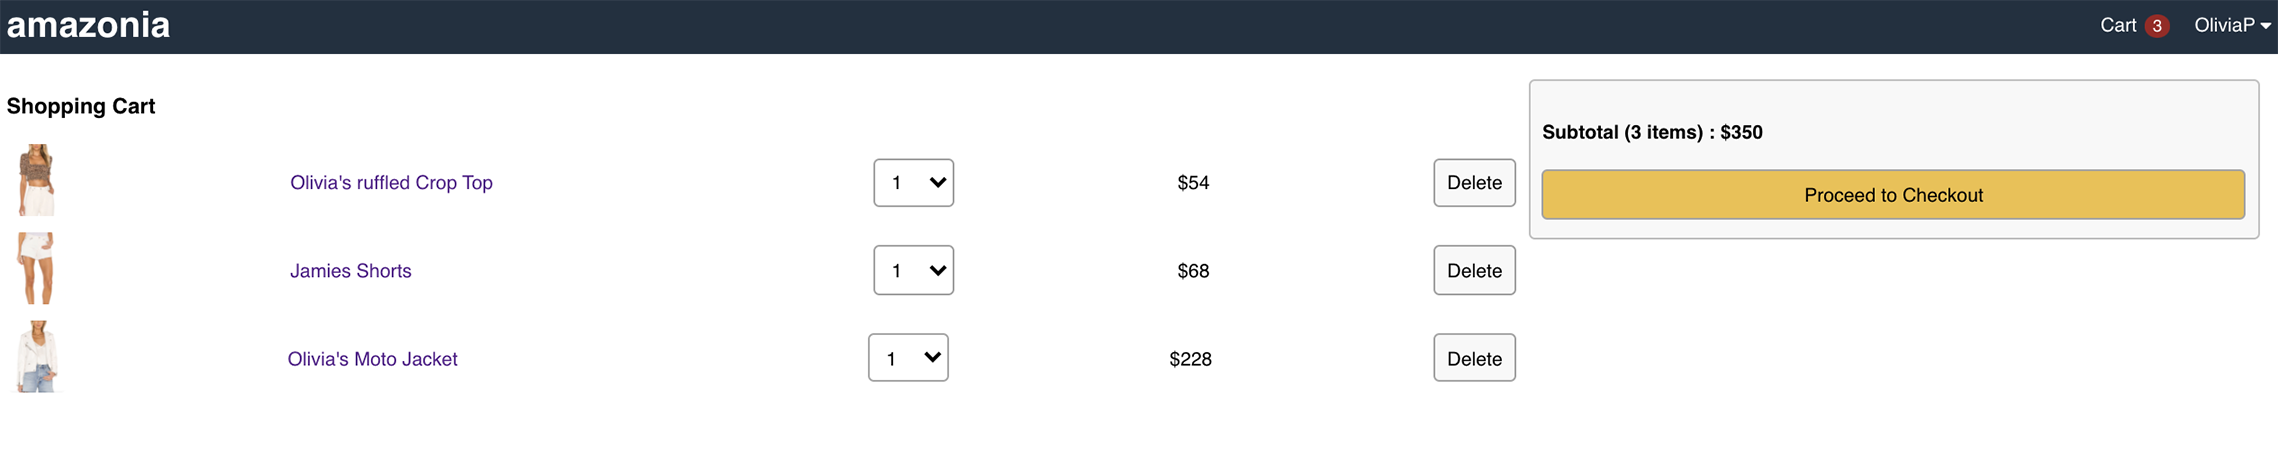 amazonia
Cart 3 OliviaP
Shopping Cart
Subtotal (3 items) : $350
Proceed to Checkout
Olivia's ruffled Crop Top 1 $54 Delete
Jamies Shorts 1 $68 Delete
Olivia's Moto Jacket 1 $228 Delete